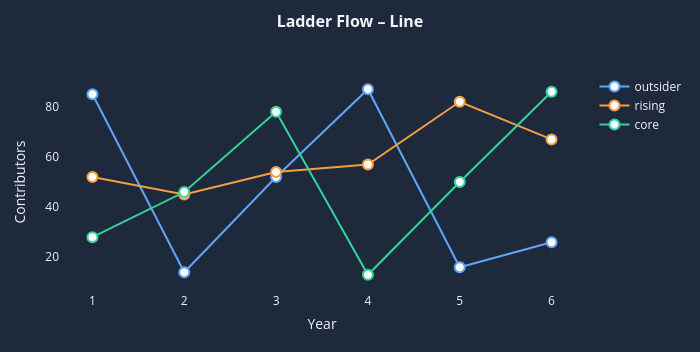 Ladder Flow – Line
Contributors
80
60
40
20
1 2 3 4 5 6
Year
outsider
rising
core